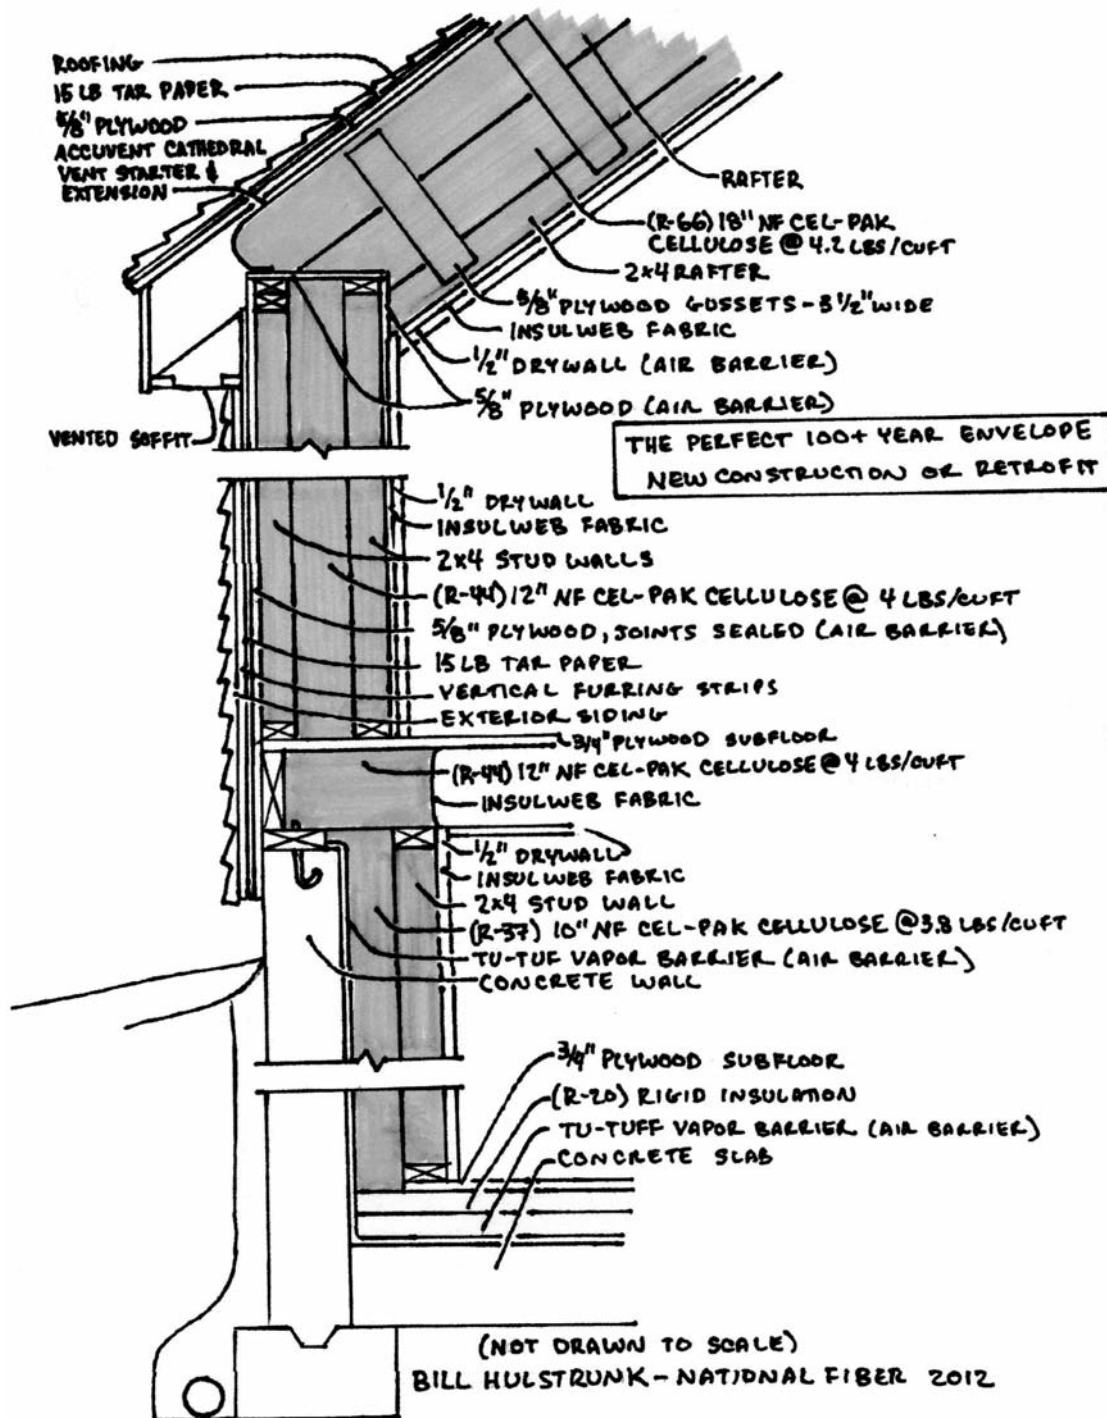 ROOFING
15 LB TAR PAPER
5/8" PLYWOOD
ACCUVENT CATHEDRAL
VENT STARTER &
EXTENSION
RAFTER
(R-66) 18" NF CEL-PAK
CELLULOSE @ 4.2 LBS/CUFT
2x4 RAFTER
5/8" PLYWOOD GUSSETS - 3 1/2" WIDE
INSULWEB FABRIC
1/2" DRYWALL (AIR BARRIER)
5/8" PLYWOOD (AIR BARRIER)
VENTED SOFFIT
THE PERFECT 100+ YEAR ENVELOPE
NEW CONSTRUCTION OR RETROFIT
1/2" DRYWALL
INSULWEB FABRIC
2x4 STUD WALLS
(R-44) 12" NF CEL-PAK CELLULOSE @ 4 LBS/CUFT
5/8" PLYWOOD, JOINTS SEALED (AIR BARRIER)
15 LB TAR PAPER
VERTICAL FURRING STRIPS
EXTERIOR SIDING
3/4" PLYWOOD SUBFLOOR
(R-44) 12" NF CEL-PAK CELLULOSE @ 4 LBS/CUFT
INSULWEB FABRIC
1/2" DRYWALL
INSULWEB FABRIC
2x4 STUD WALL
(R-37) 10" NF CEL-PAK CELLULOSE @ 3.8 LBS/CUFT
TU-TUF VAPOR BARRIER (AIR BARRIER)
CONCRETE WALL
3/4" PLYWOOD SUBFLOOR
(R-20) RIGID INSULATION
TU-TUFF VAPOR BARRIER (AIR BARRIER)
CONCRETE SLAB
(NOT DRAWN TO SCALE)
BILL HULSTRUNK - NATIONAL FIBER 2012